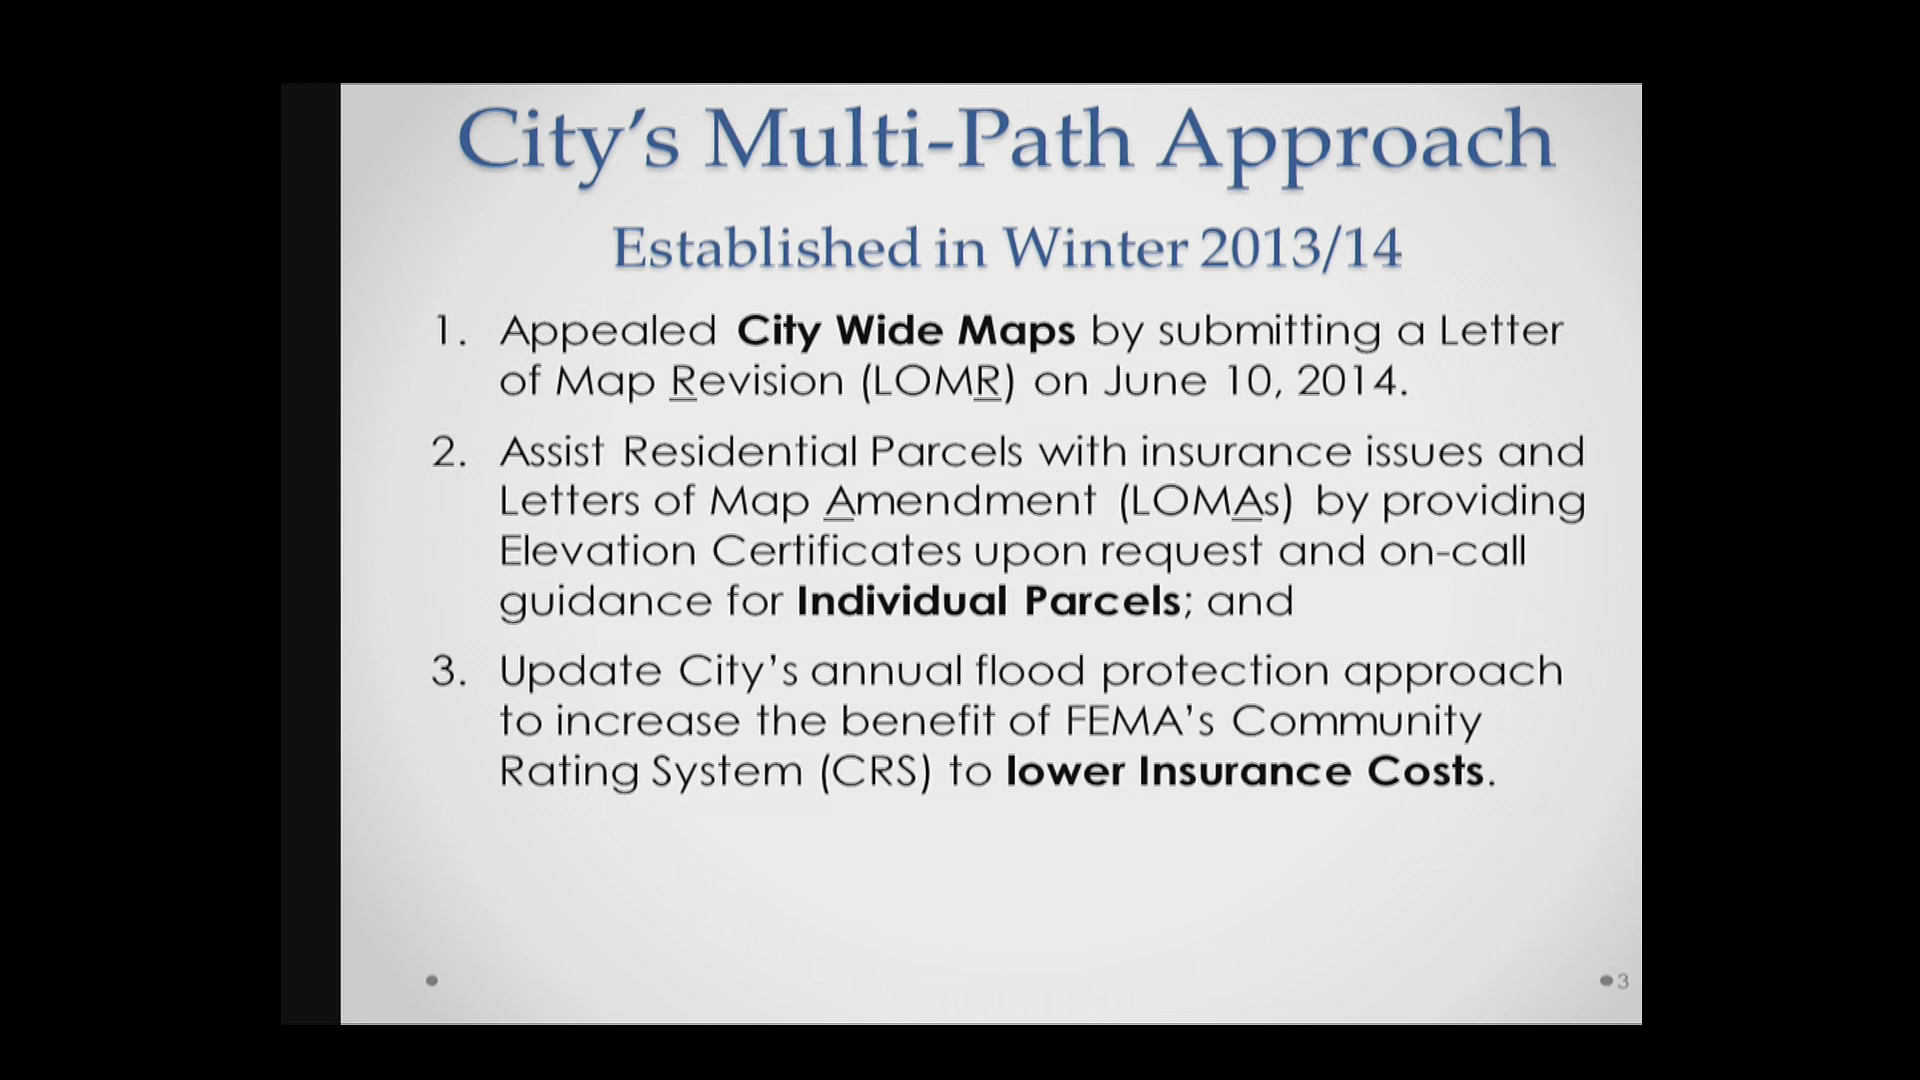 City’s Multi-Path Approach
Established in Winter 2013/14
1. Appealed City Wide Maps by submitting a Letter
of Map Revision (LOMR) on June 10, 2014.
2. Assist Residential Parcels with insurance issues and
Letters of Map Amendment (LOMAs) by providing
Elevation Certificates upon request and on-call
guidance for Individual Parcels; and
3. Update City’s annual flood protection approach
to increase the benefit of FEMA’s Community
Rating System (CRS) to lower Insurance Costs.
3